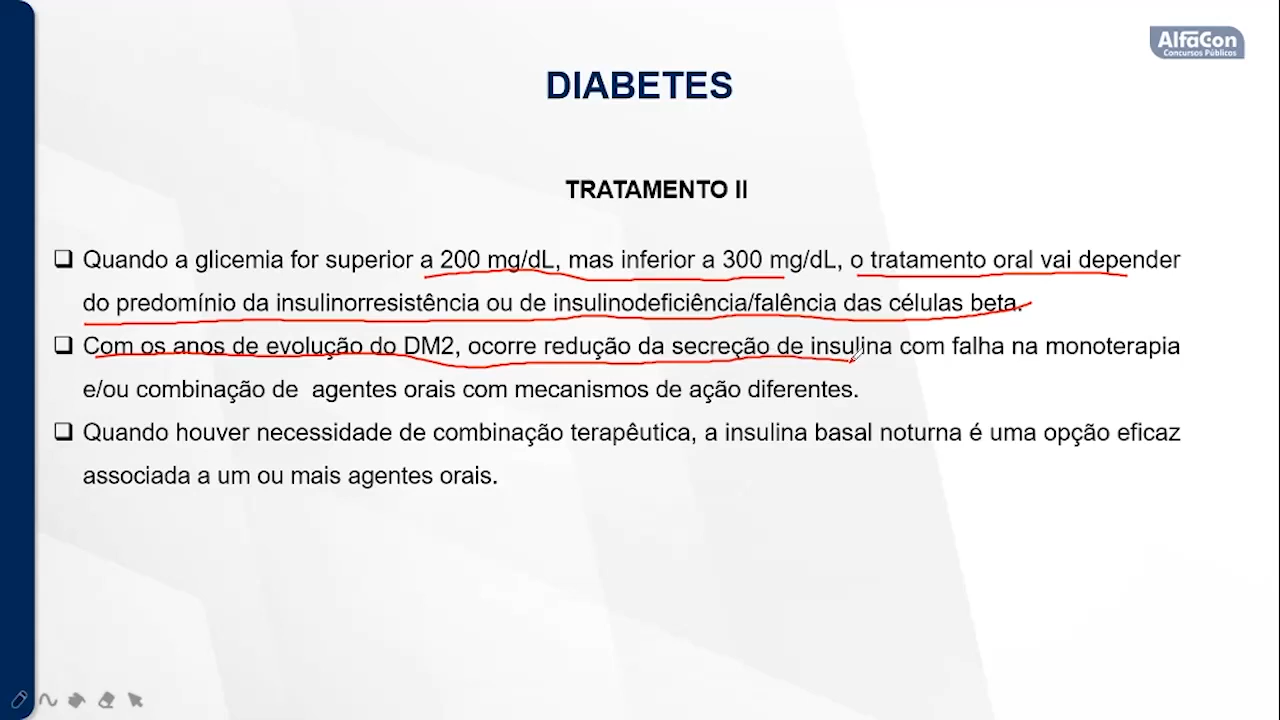 AlfaCon
Concursos Públicos
DIABETES
TRATAMENTO II
❑ Quando a glicemia for superior a 200 mg/dL, mas inferior a 300 mg/dL, o tratamento oral vai depender
do predomínio da insulinorresistência ou de insulinodeficiência/falência das células beta.
❑ Com os anos de evolução do DM2, ocorre redução da secreção de insulina com falha na monoterapia
e/ou combinação de agentes orais com mecanismos de ação diferentes.
❑ Quando houver necessidade de combinação terapêutica, a insulina basal noturna é uma opção eficaz
associada a um ou mais agentes orais.